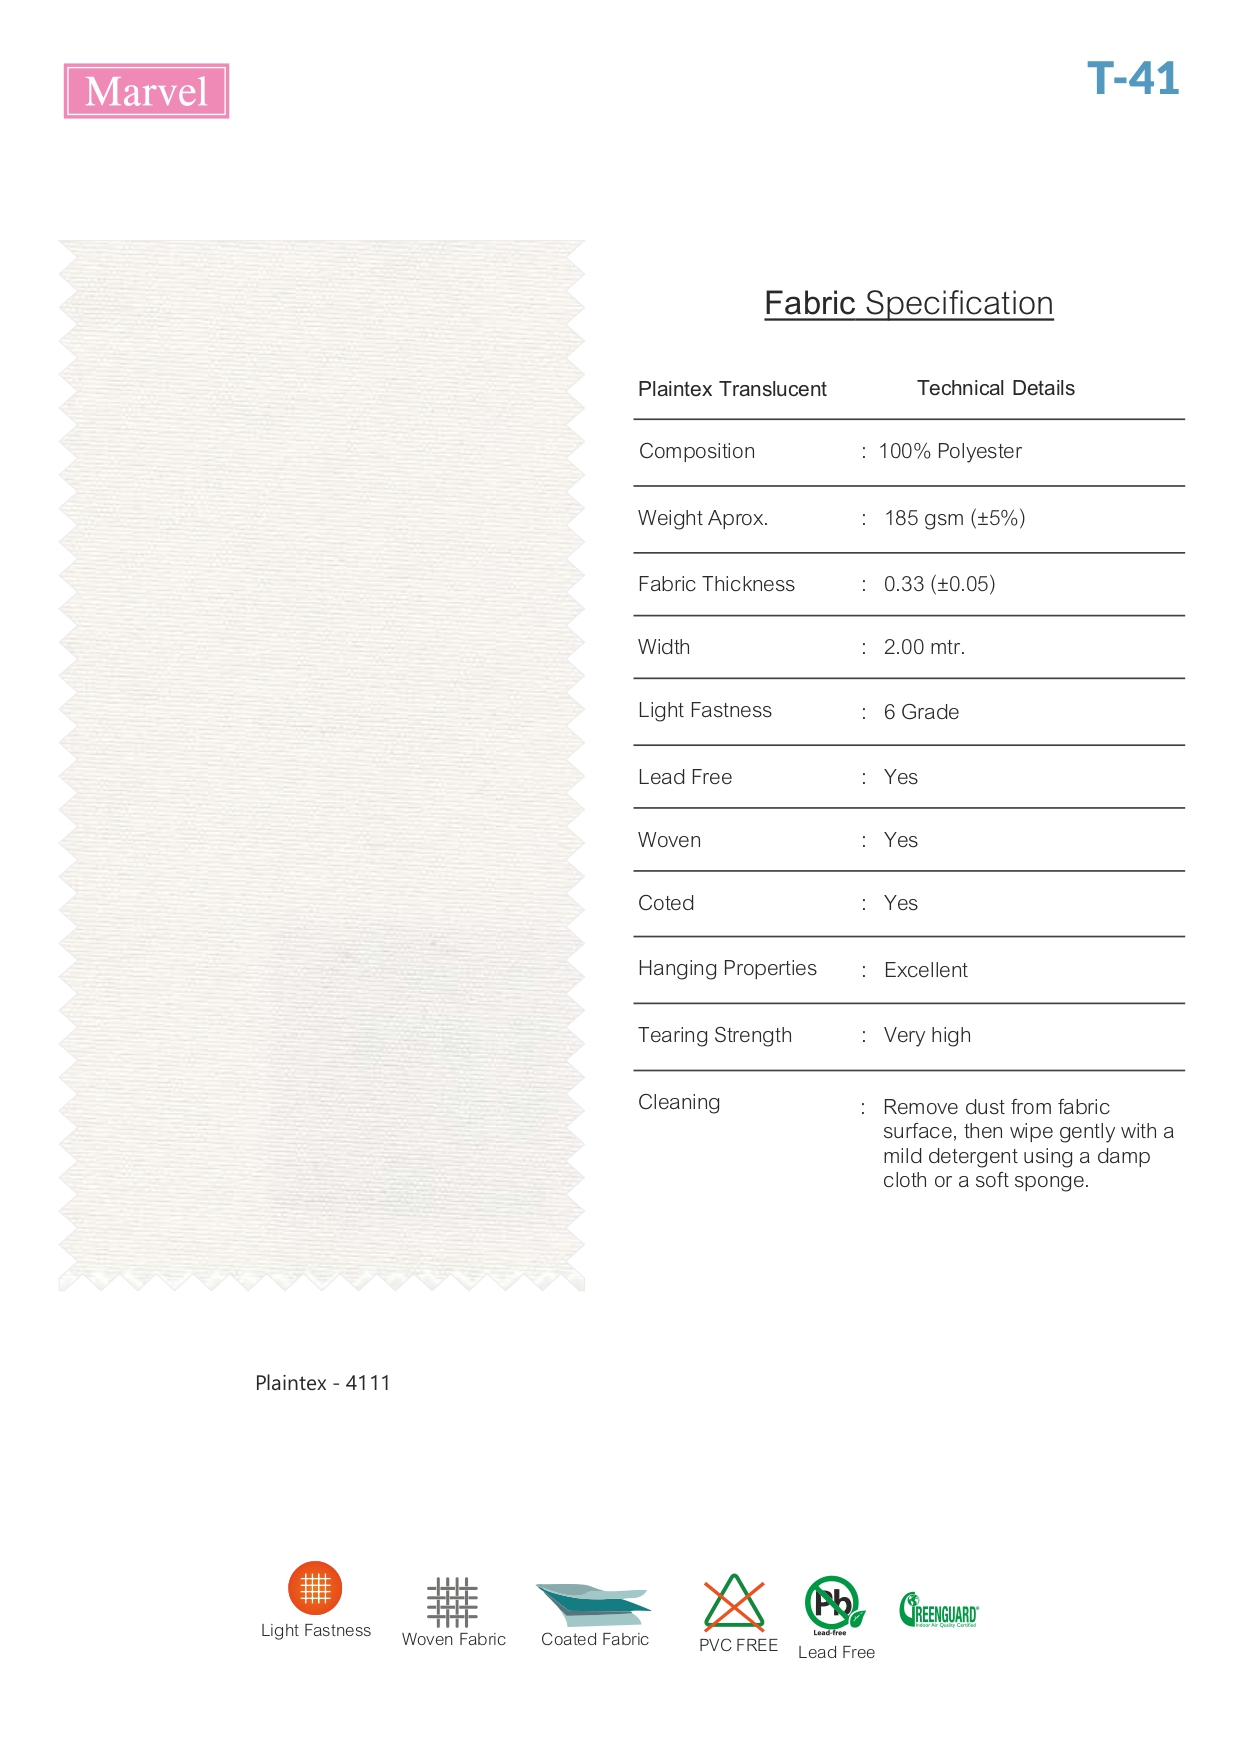 Marvel
T-41
Fabric Specification
Plaintex Translucent Technical Details
Composition : 100% Polyester
Weight Aprox. : 185 gsm (±5%)
Fabric Thickness : 0.33 (±0.05)
Width : 2.00 mtr.
Light Fastness : 6 Grade
Lead Free : Yes
Woven : Yes
Coted : Yes
Hanging Properties : Excellent
Tearing Strength : Very high
Cleaning : Remove dust from fabric
surface, then wipe gently with a
mild detergent using a damp
cloth or a soft sponge.
Plaintex - 4111
Light Fastness
Woven Fabric
Coated Fabric
PVC FREE
Pb
Lead-free
Lead Free
GREENGUARD®
Indoor Air Quality Certified